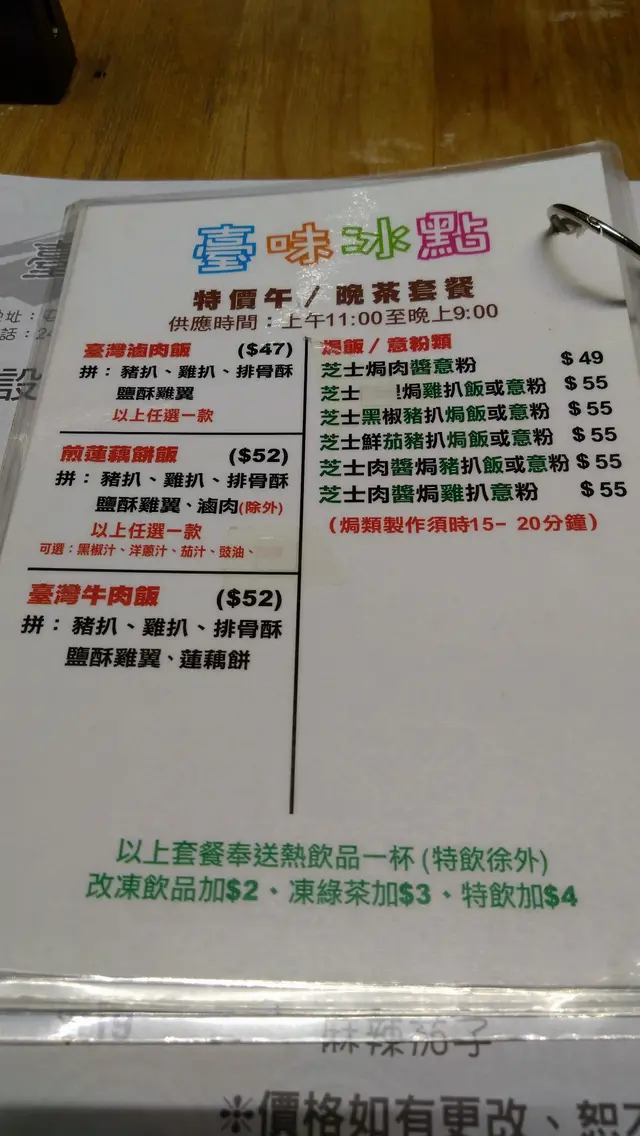 臺味冰點
特價午/晚茶套餐
供應時間：上午11:00至晚上9:00
臺灣滷肉飯 ($47)
拼：豬扒、雞扒、排骨酥
鹽酥雞翼
以上任選一款
煎蓮藕餅飯 ($52)
拼：豬扒、雞扒、排骨酥
鹽酥雞翼、滷肉(除外)
以上任選一款
可選：黑椒汁、洋蔥汁、茄汁、豉油、
臺灣牛肉飯 ($52)
拼：豬扒、雞扒、排骨酥
鹽酥雞翼、蓮藕餅
焗飯/意粉類
芝士焗肉醬意粉 $49
芝士 焗雞扒飯或意粉 $55
芝士黑椒豬扒焗飯或意粉 $55
芝士鮮茄豬扒焗飯或意粉 $55
芝士肉醬焗豬扒飯或意粉 $55
芝士肉醬焗雞扒意粉 $55
(焗類製作須時15-20分鐘)
以上套餐奉送熱飲品一杯(特飲徐外)
改凍飲品加$2、凍綠茶加$3、特飲加$4
麻辣茄子
※價格如有更改、恕